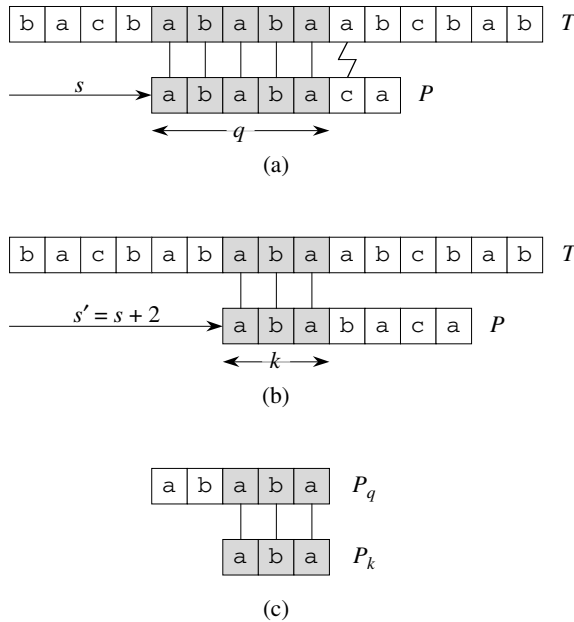 b a c b a b a b a a b c b a b T
s a b a b a c a P
q
(a)
b a c b a b a b a a b c b a b T
s′ = s + 2 a b a b a c a P
k
(b)
a b a b a P_q
a b a P_k
(c)